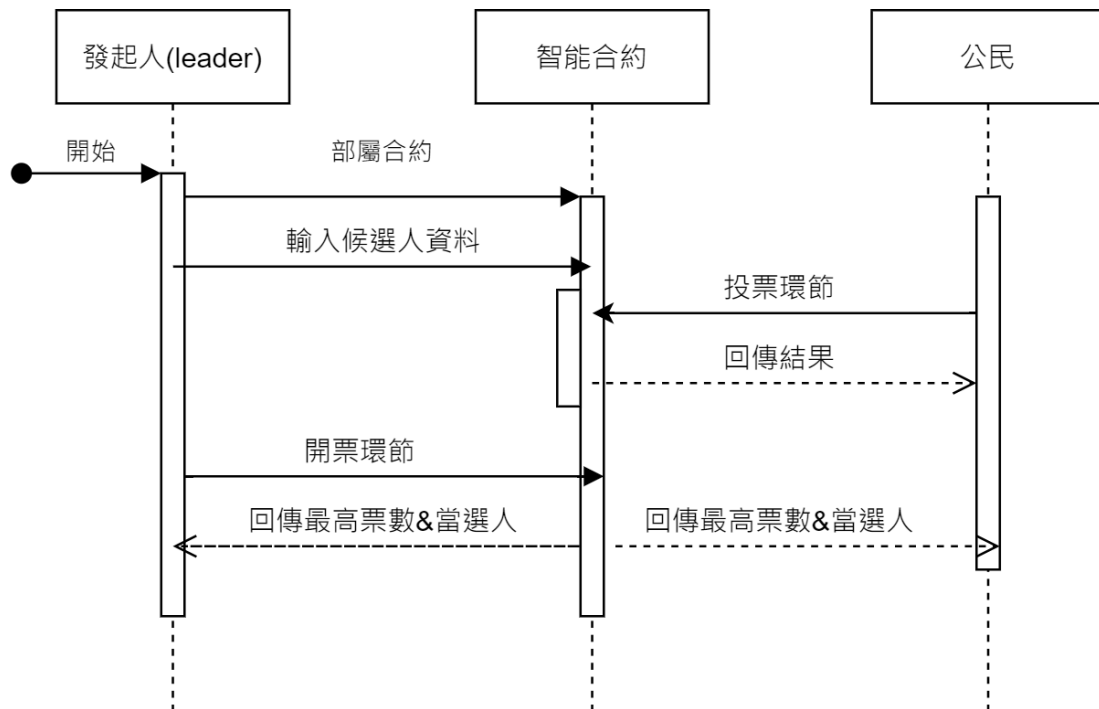 發起人(leader)
智能合約
公民
開始
部屬合約
輸入候選人資料
投票環節
回傳結果
開票環節
回傳最高票數&當選人
回傳最高票數&當選人